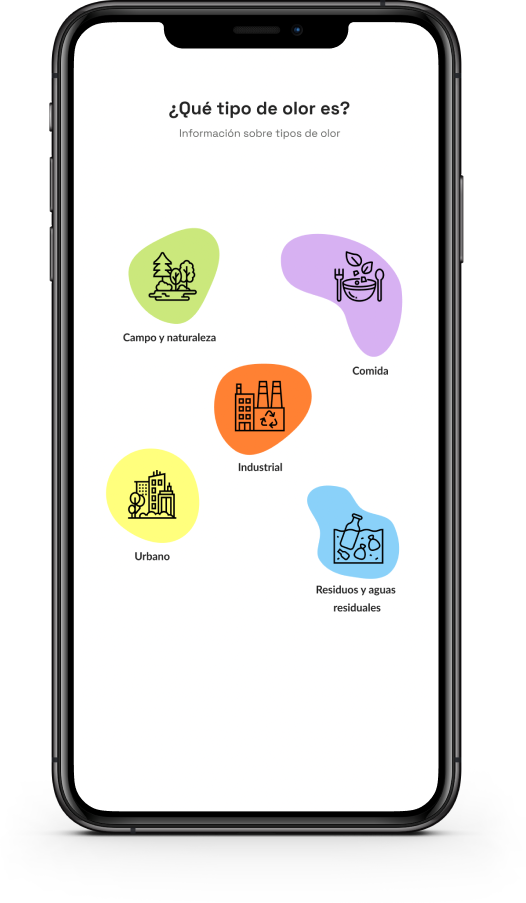 ¿Qué tipo de olor es?
Información sobre tipos de olor
Campo y naturaleza
Comida
Industrial
Urbano
Residuos y aguas
residuales